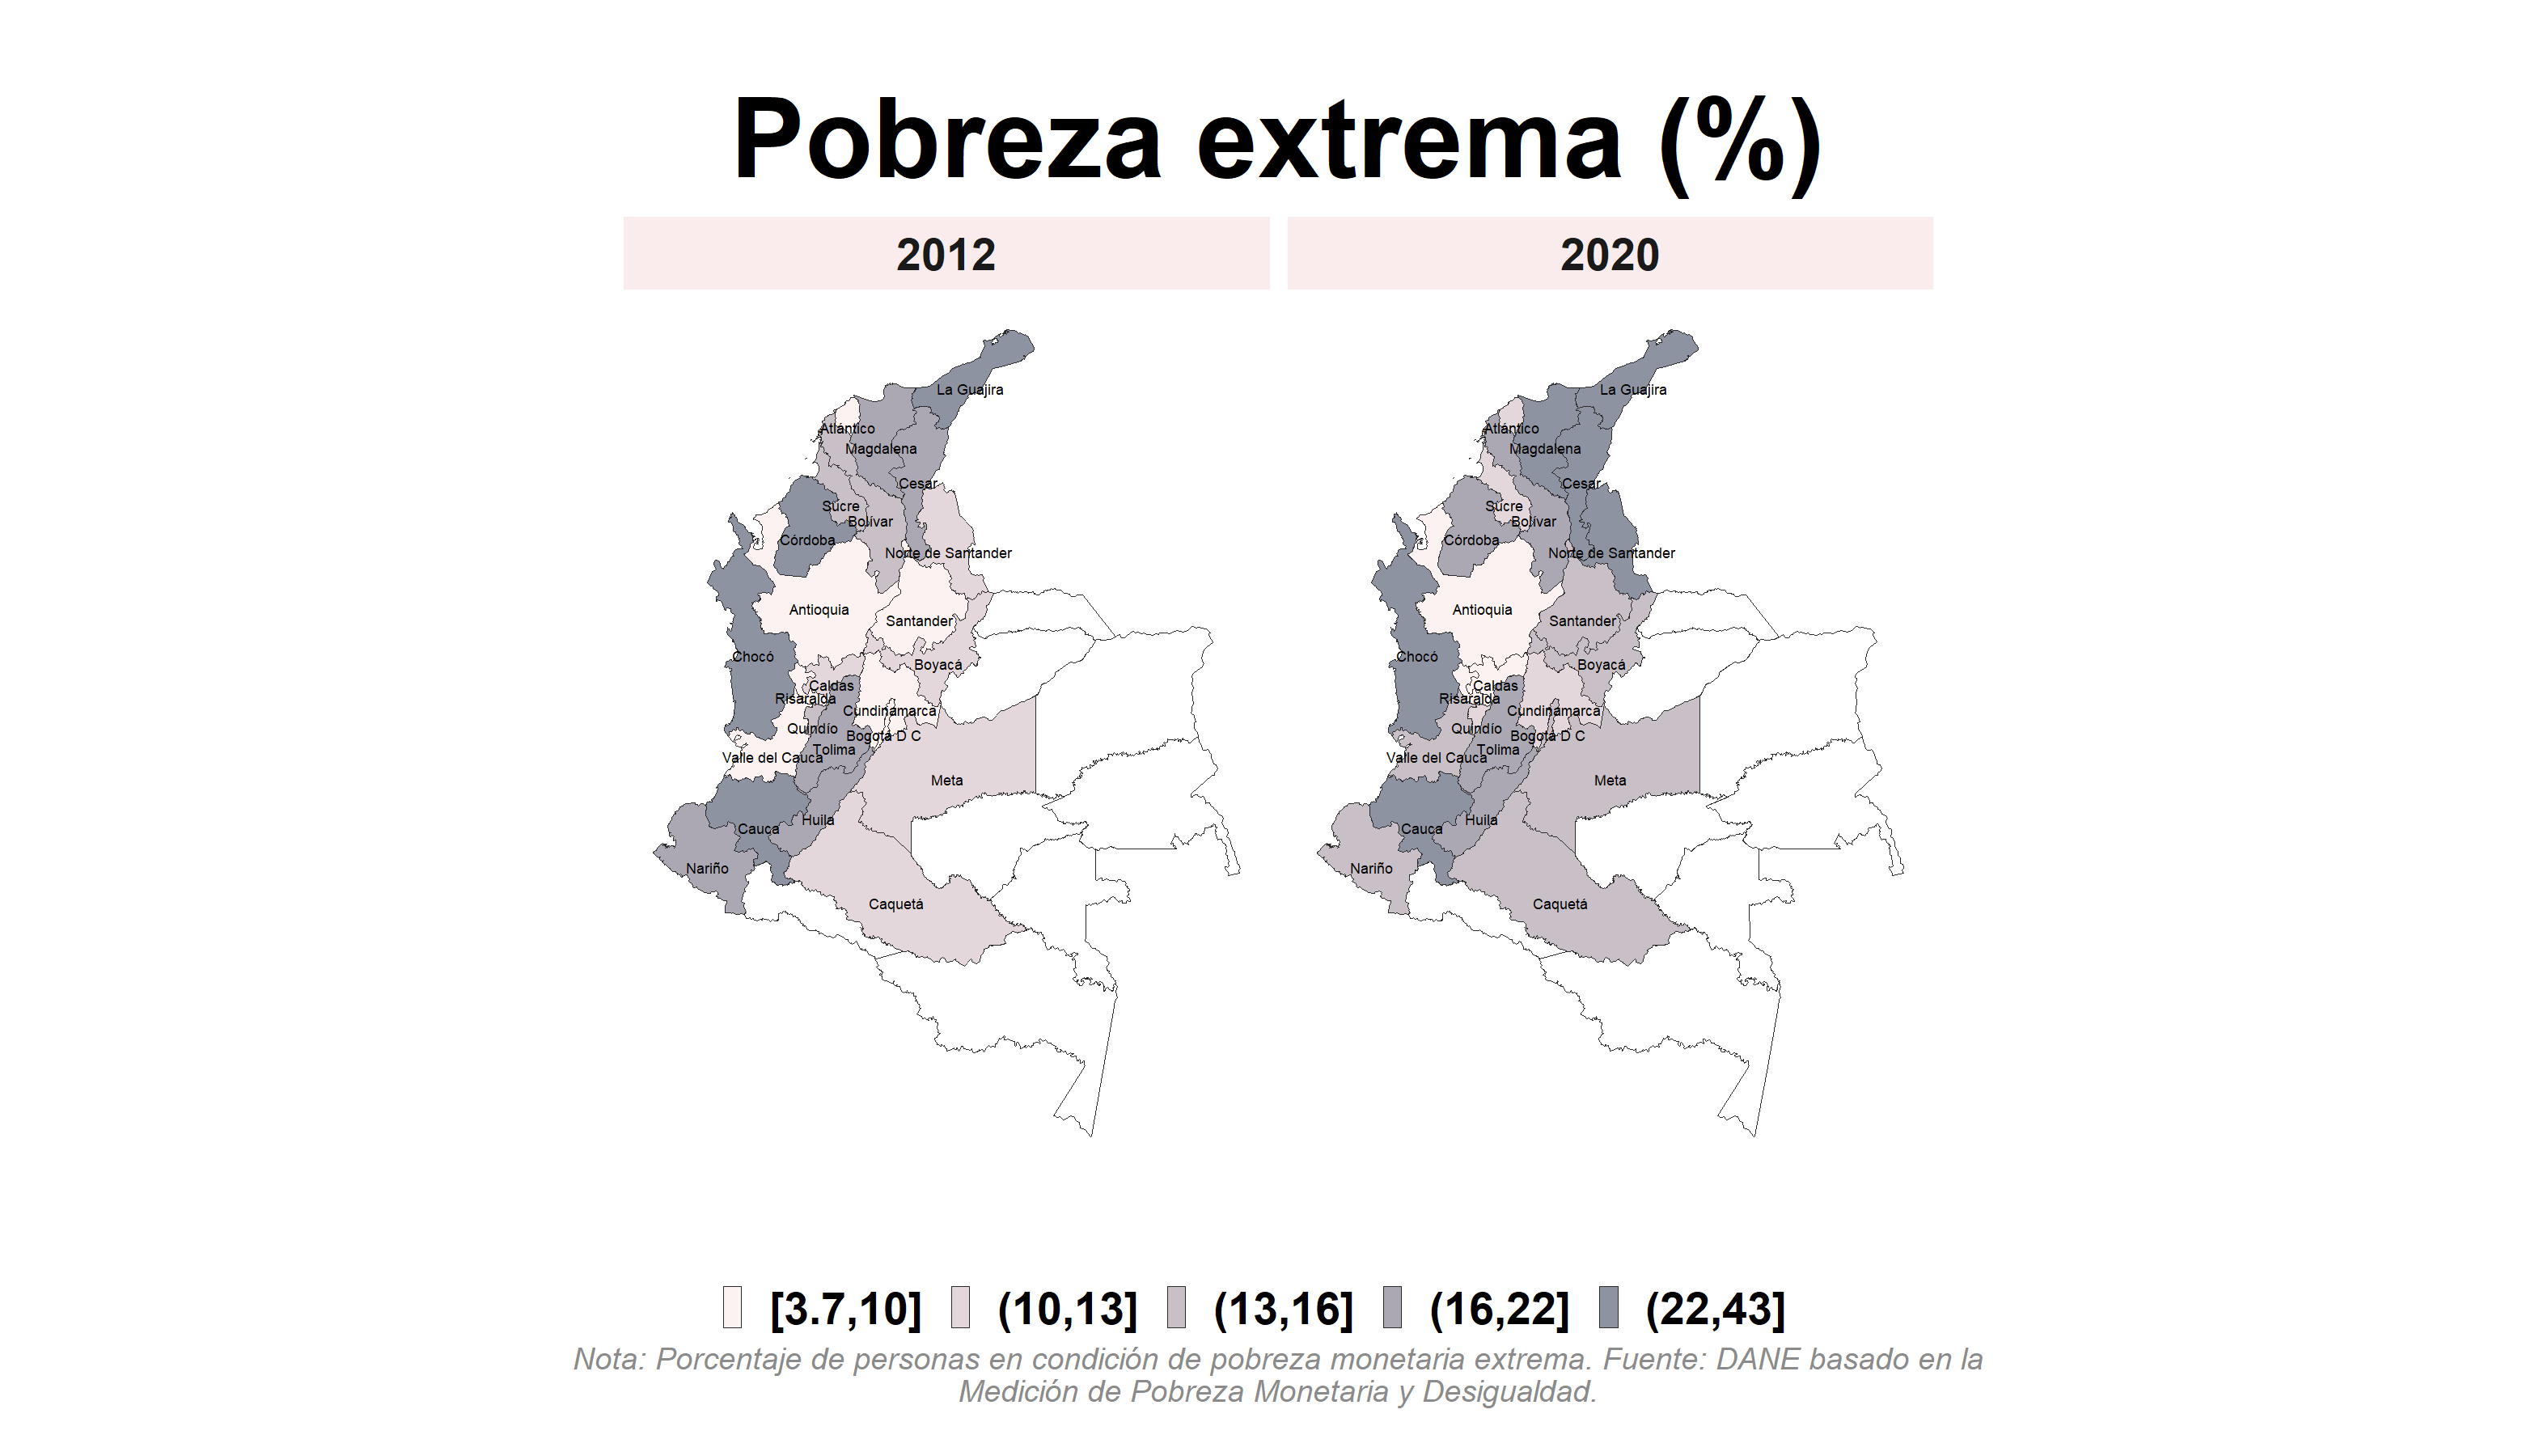 Pobreza extrema (%)
2012
2020
La Guajira
Atlántico
Magdalena
Cesar
Sucre
Bolívar
Córdoba
Norte de Santander
Antioquia
Santander
Chocó
Boyacá
Caldas
Risaralda
Cundinamarca
Quindío
Bogotá D C
Tolima
Valle del Cauca
Meta
Huila
Cauca
Nariño
Caquetá
La Guajira
Atlántico
Magdalena
Cesar
Sucre
Bolívar
Córdoba
Norte de Santander
Antioquia
Santander
Chocó
Boyacá
Caldas
Risaralda
Cundinamarca
Quindío
Bogotá D C
Tolima
Valle del Cauca
Meta
Huila
Cauca
Nariño
Caquetá
[3.7,10] (10,13] (13,16] (16,22] (22,43]
Nota: Porcentaje de personas en condición de pobreza monetaria extrema. Fuente: DANE basado en la
Medición de Pobreza Monetaria y Desigualdad.